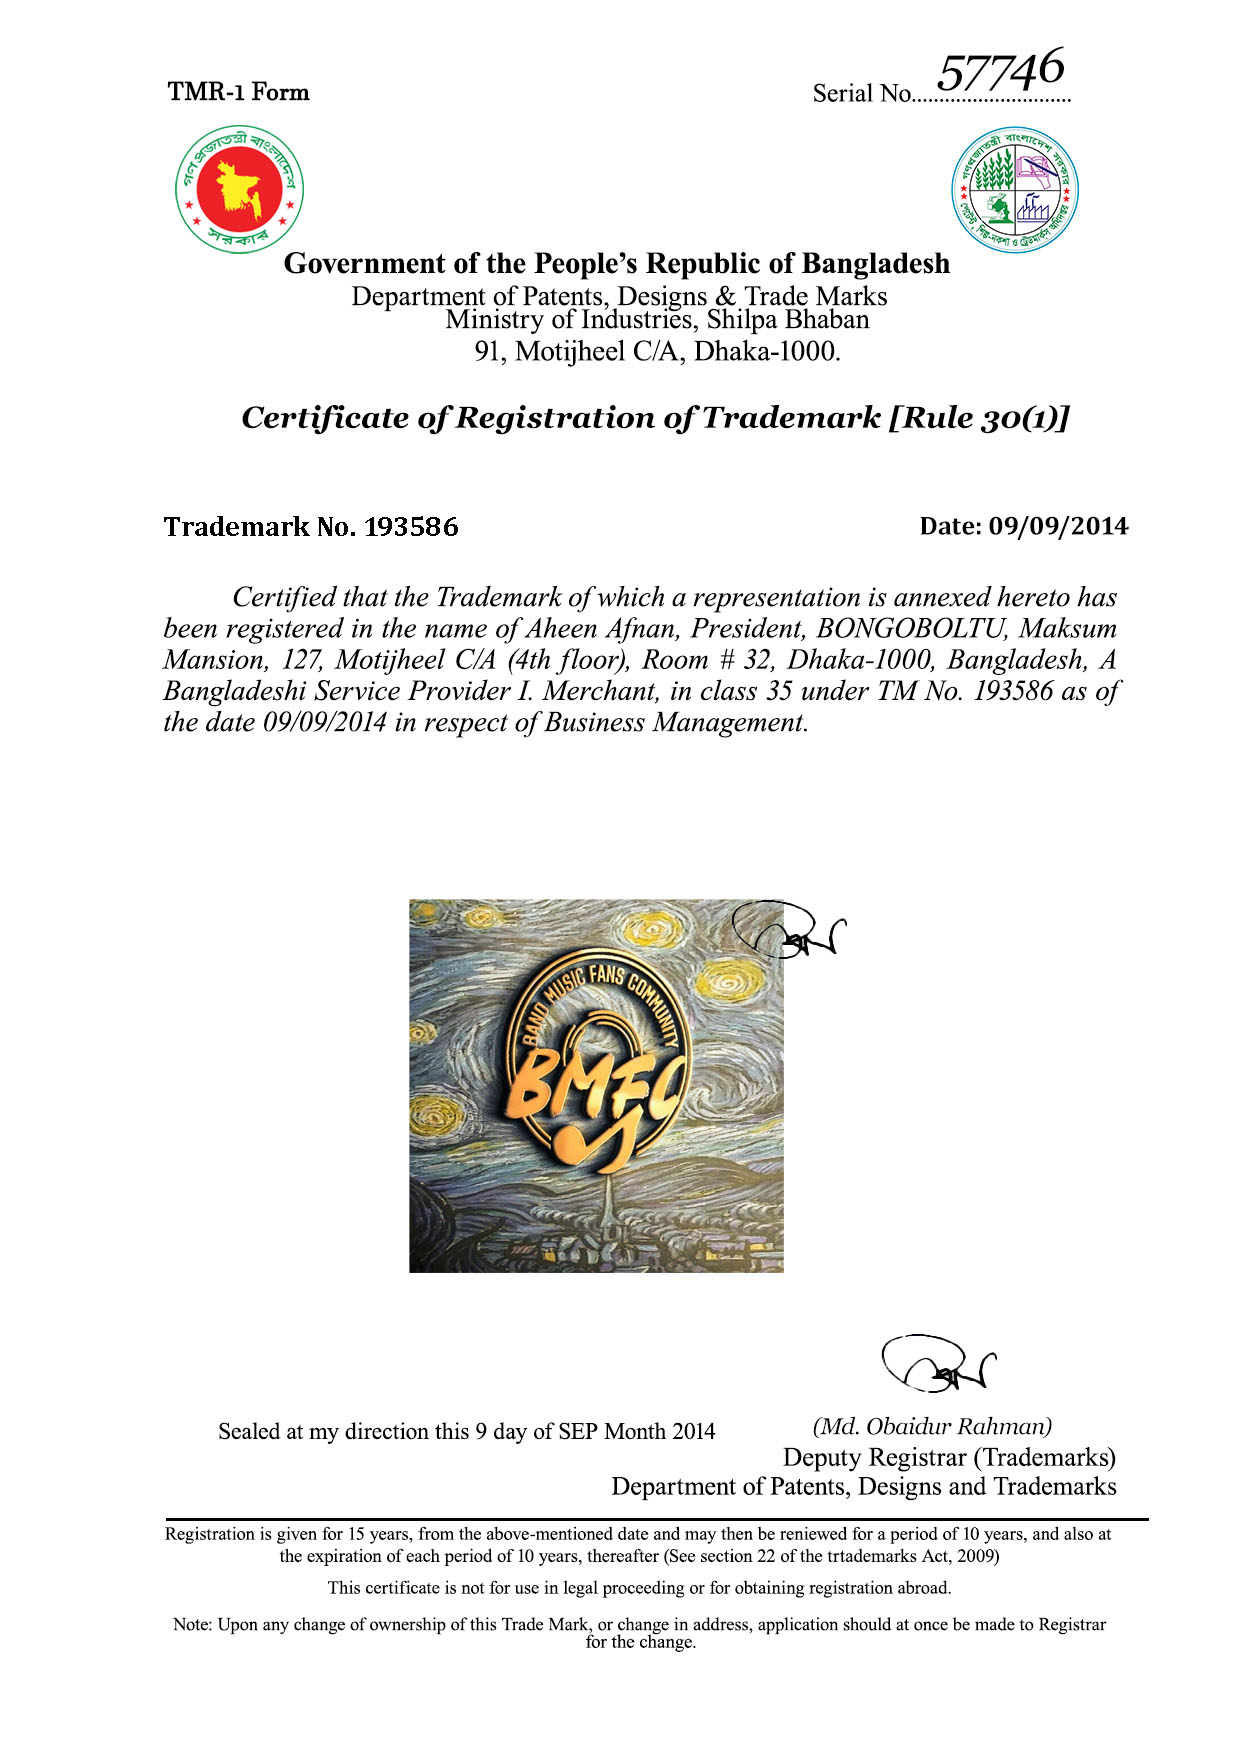 TMR-1 Form
Serial No............................. 57746
গণপ্রজাতন্ত্রী বাংলাদেশ
সরকার
গণপ্রজাতন্ত্রী বাংলাদেশ সরকার
পেটেন্ট, শিল্প-নকশা ও ট্রেডমার্কস অধিদপ্তর
Government of the People’s Republic of Bangladesh
Department of Patents, Designs & Trade Marks
Ministry of Industries, Shilpa Bhaban
91, Motijheel C/A, Dhaka-1000.
Certificate of Registration of Trademark [Rule 30(1)]
Trademark No. 193586
Date: 09/09/2014
Certified that the Trademark of which a representation is annexed hereto has
been registered in the name of Aheen Afnan, President, BONGOBOLTU, Maksum
Mansion, 127, Motijheel C/A (4th floor), Room # 32, Dhaka-1000, Bangladesh, A
Bangladeshi Service Provider I. Merchant, in class 35 under TM No. 193586 as of
the date 09/09/2014 in respect of Business Management.
BAND MUSIC FANS COMMUNITY
BMFC
Sealed at my direction this 9 day of SEP Month 2014
(Md. Obaidur Rahman)
Deputy Registrar (Trademarks)
Department of Patents, Designs and Trademarks
Registration is given for 15 years, from the above-mentioned date and may then be reniewed for a period of 10 years, and also at
the expiration of each period of 10 years, thereafter (See section 22 of the trtademarks Act, 2009)
This certificate is not for use in legal proceeding or for obtaining registration abroad.
Note: Upon any change of ownership of this Trade Mark, or change in address, application should at once be made to Registrar
for the change.